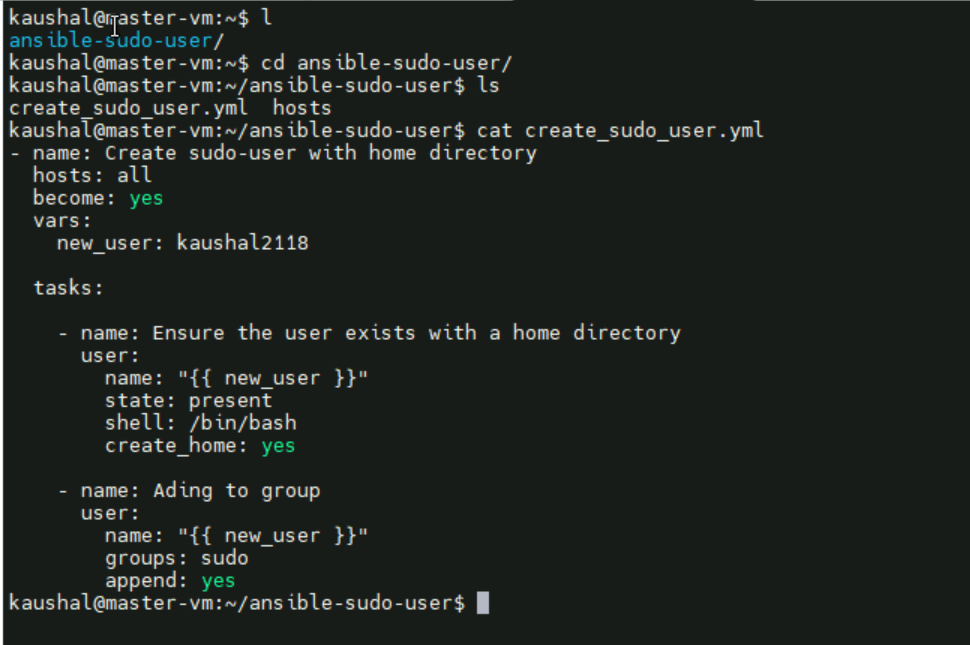 kaushal@master-vm:~$ l
ansible-sudo-user/
kaushal@master-vm:~$ cd ansible-sudo-user/
kaushal@master-vm:~/ansible-sudo-user$ ls
create_sudo_user.yml  hosts
kaushal@master-vm:~/ansible-sudo-user$ cat create_sudo_user.yml
- name: Create sudo-user with home directory
  hosts: all
  become: yes
  vars:
    new_user: kaushal2118

  tasks:

    - name: Ensure the user exists with a home directory
      user:
        name: "{{ new_user }}"
        state: present
        shell: /bin/bash
        create_home: yes

    - name: Ading to group
      user:
        name: "{{ new_user }}"
        groups: sudo
        append: yes
kaushal@master-vm:~/ansible-sudo-user$